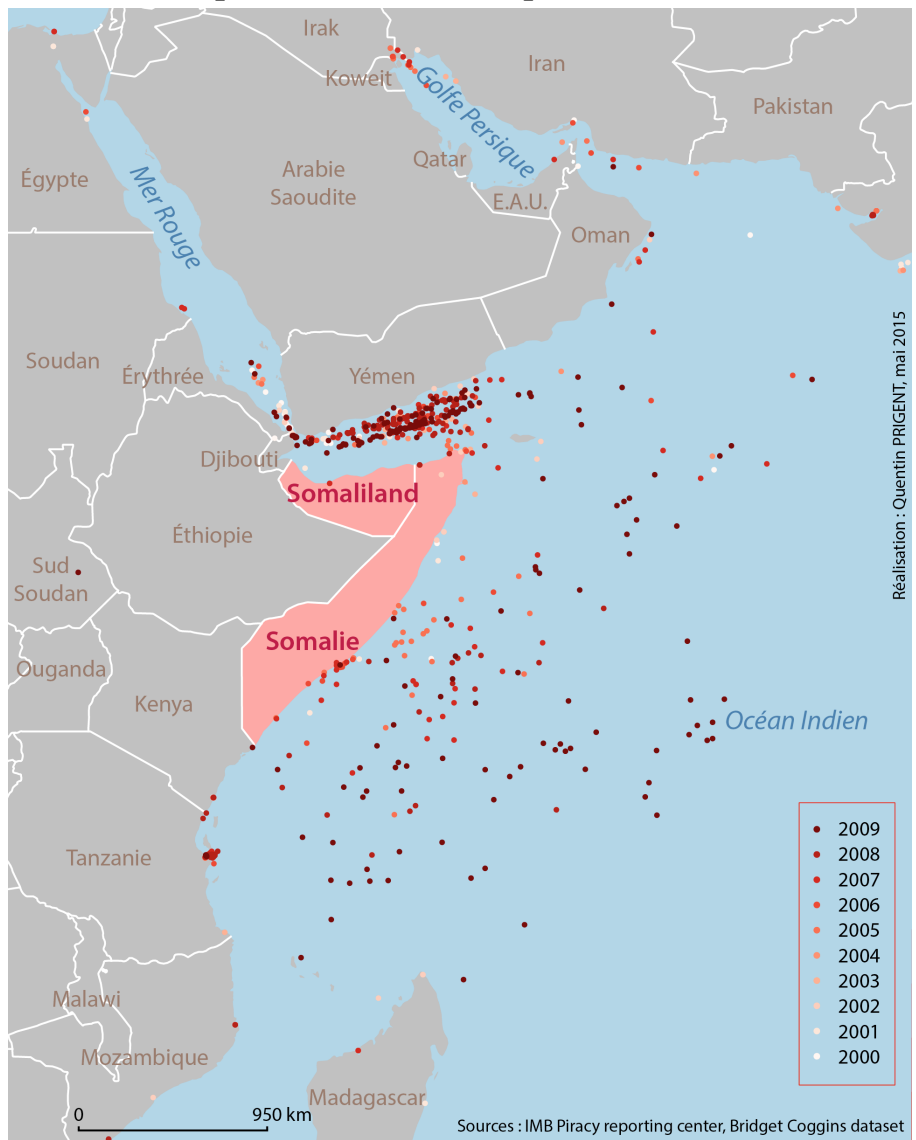 Irak
Iran
Koweit
Golfe Persique
Pakistan
Qatar
Arabie
Saoudite
Égypte
Mer Rouge
E.A.U.
Oman
Soudan
Érythrée
Yémen
Djibouti
Somaliland
Éthiopie
Sud
Soudan
Somalie
Ouganda
Kenya
Océan Indien
Tanzanie
Malawi
Mozambique
Madagascar
2009
2008
2007
2006
2005
2004
2003
2002
2001
2000
0 950 km
Réalisation : Quentin PRIGENT, mai 2015
Sources : IMB Piracy reporting center, Bridget Coggins dataset